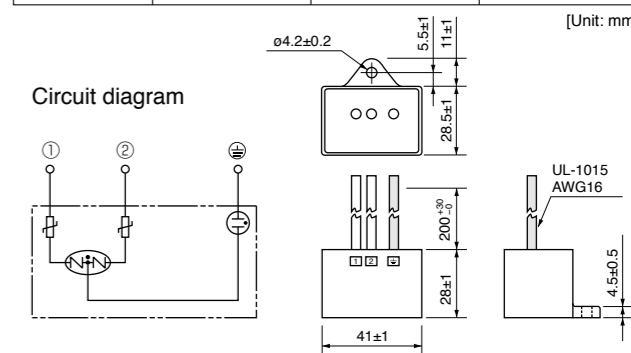 [Unit: mm
ø4.2±0.2
5.5±1
11±1
Circuit diagram
28.5±1
① ②
UL-1015
AWG16
200 +30 -0
1 2
28±1
4.5±0.5
41±1